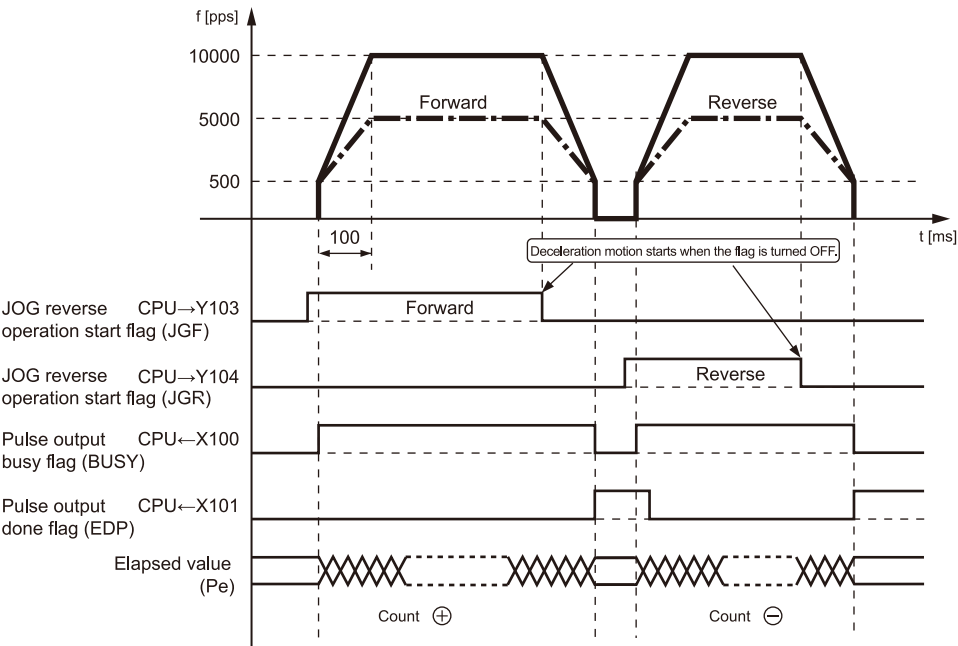 f [pps]
10000
5000
500
Forward
Reverse
t [ms]
100
Deceleration motion starts when the flag is turned OFF.
JOG reverse CPU→Y103
operation start flag (JGF)
Forward
JOG reverse CPU→Y104
operation start flag (JGR)
Reverse
Pulse output CPU←X100
busy flag (BUSY)
Pulse output CPU←X101
done flag (EDP)
Elapsed value
(Pe)
Count ⊕
Count ⊖